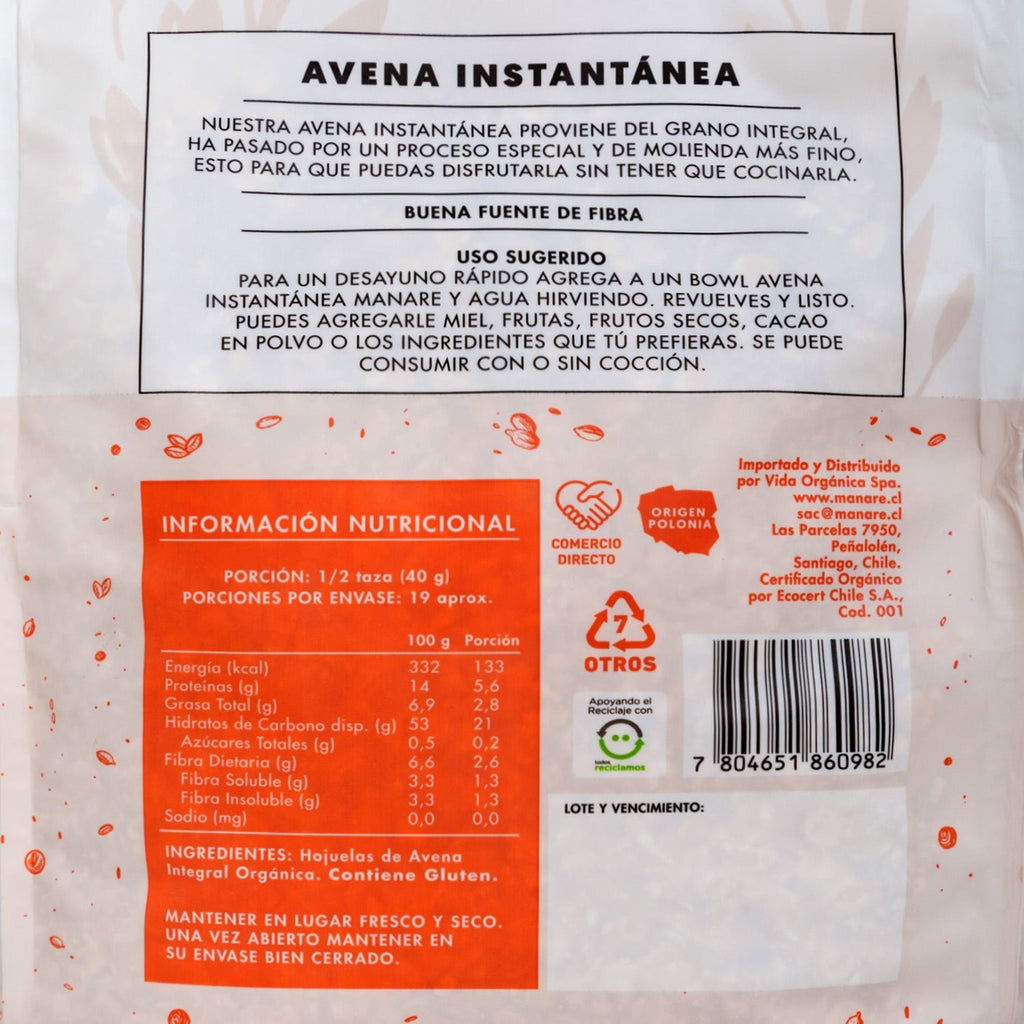 AVENA INSTANTÁNEA
NUESTRA AVENA INSTANTÁNEA PROVIENE DEL GRANO INTEGRAL,
HA PASADO POR UN PROCESO ESPECIAL Y DE MOLIENDA MÁS FINO,
ESTO PARA QUE PUEDAS DISFRUTARLA SIN TENER QUE COCINARLA.
BUENA FUENTE DE FIBRA
USO SUGERIDO
PARA UN DESAYUNO RÁPIDO AGREGA A UN BOWL AVENA
INSTANTÁNEA MANARE Y AGUA HIRVIENDO. REVUELVES Y LISTO.
PUEDES AGREGARLE MIEL, FRUTAS, FRUTOS SECOS, CACAO
EN POLVO O LOS INGREDIENTES QUE TÚ PREFIERAS. SE PUEDE
CONSUMIR CON O SIN COCCIÓN.
INFORMACIÓN NUTRICIONAL
PORCIÓN: 1/2 taza (40 g)
PORCIONES POR ENVASE: 19 aprox.
100 g Porción
Energía (kcal) 332 133
Proteínas (g) 14 5,6
Grasa Total (g) 6,9 2,8
Hidratos de Carbono disp. (g) 53 21
Azúcares Totales (g) 0,5 0,2
Fibra Dietaria (g) 6,6 2,6
Fibra Soluble (g) 3,3 1,3
Fibra Insoluble (g) 3,3 1,3
Sodio (mg) 0,0 0,0
INGREDIENTES: Hojuelas de Avena
Integral Orgánica. Contiene Gluten.
MANTENER EN LUGAR FRESCO Y SECO.
UNA VEZ ABIERTO MANTENER EN
SU ENVASE BIEN CERRADO.
COMERCIO
DIRECTO
ORIGEN
POLONIA
Importado y Distribuido
por Vida Orgánica Spa.
www.manare.cl
sac@manare.cl
Las Parcelas 7950,
Peñalolén,
Santiago, Chile.
Certificado Orgánico
por Ecocert Chile S.A.,
Cod. 001
7
OTROS
Apoyando el
Reciclaje con
todos
reciclamos
7 804651 860982
LOTE Y VENCIMIENTO: